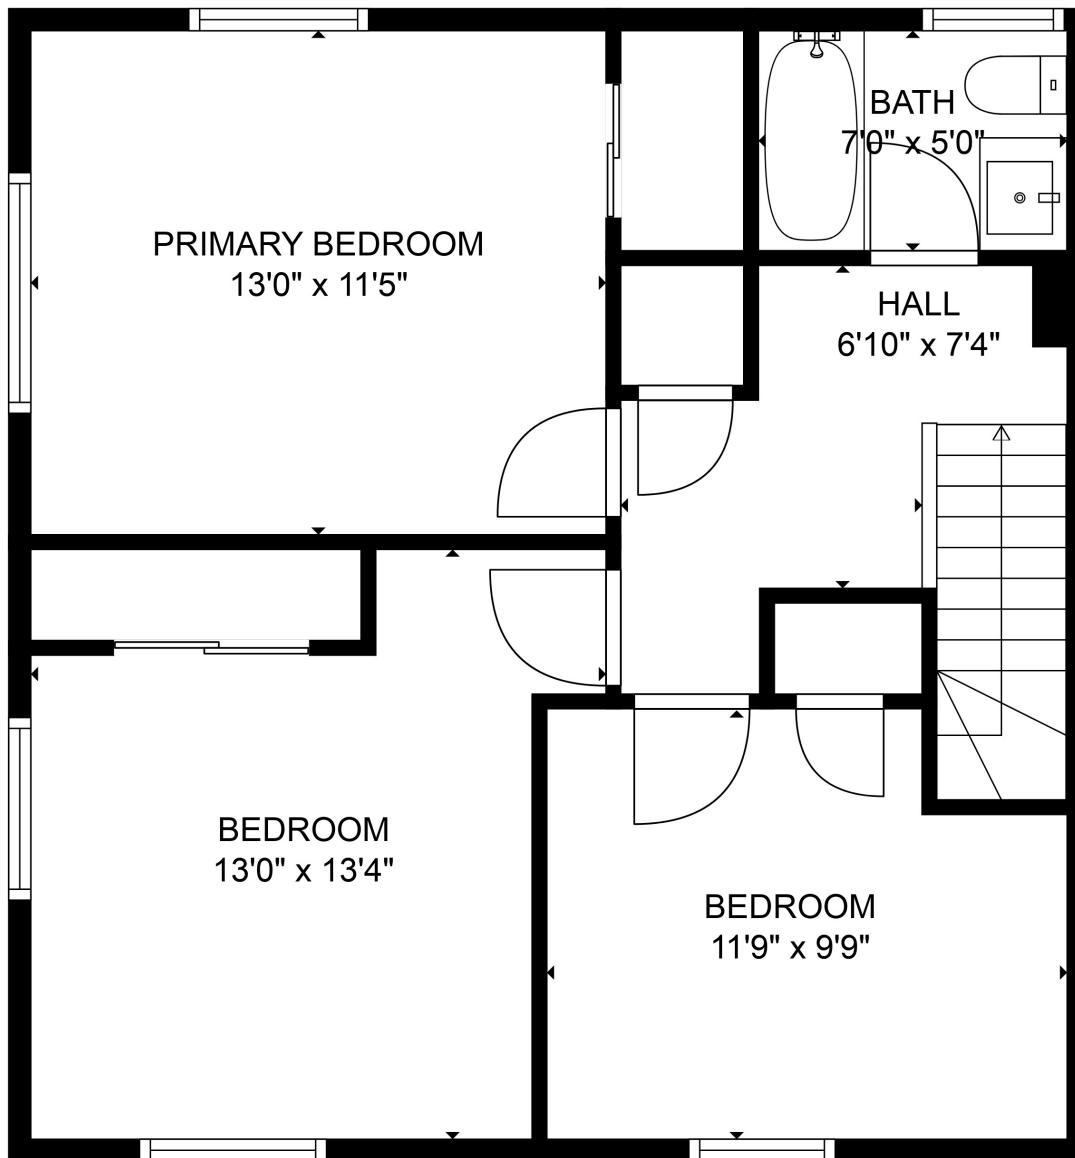 BATH
7'0" x 5'0"
PRIMARY BEDROOM
13'0" x 11'5"
HALL
6'10" x 7'4"
BEDROOM
13'0" x 13'4"
BEDROOM
11'9" x 9'9"